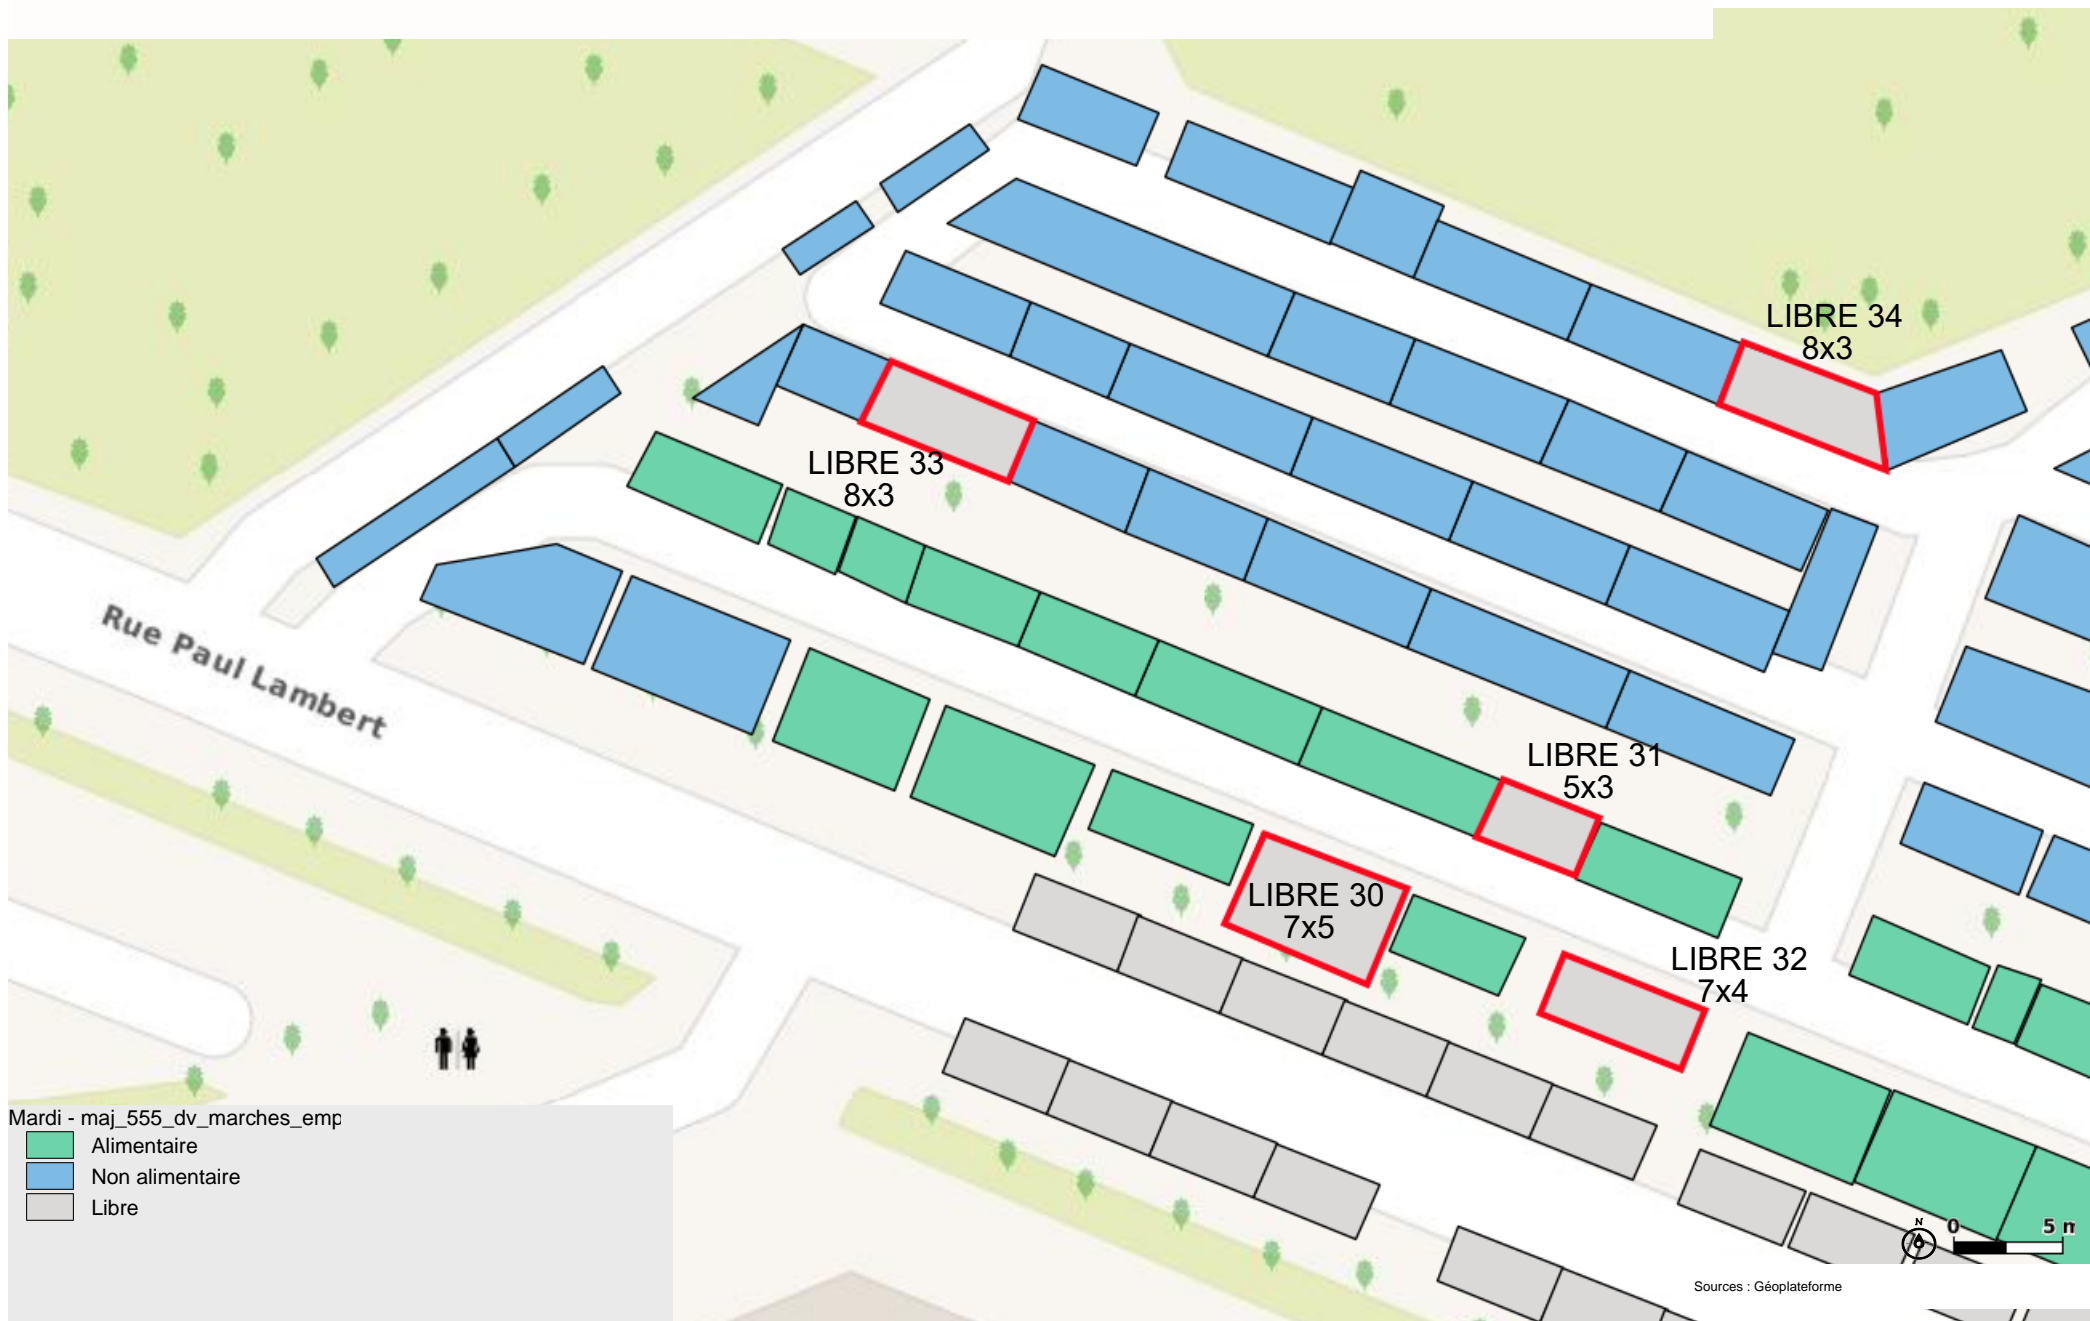 LIBRE 34
8x3
LIBRE 33
8x3
Rue Paul Lambert
LIBRE 31
5x3
LIBRE 30
7x5
LIBRE 32
7x4
Mardi - maj_555_dv_marches_emp
Alimentaire
Non alimentaire
Libre
N
0 5 m
Sources : Géoplateforme